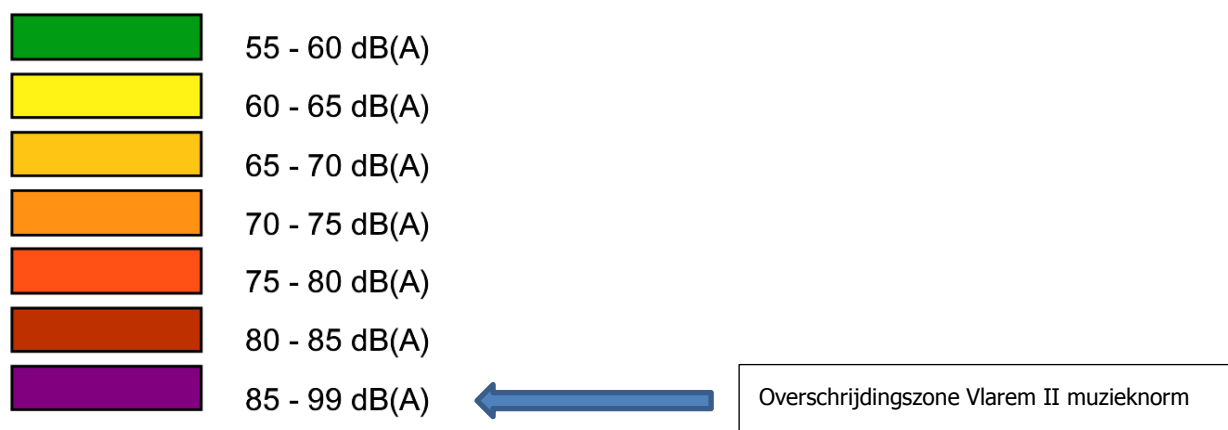 55 - 60 dB(A)
60 - 65 dB(A)
65 - 70 dB(A)
70 - 75 dB(A)
75 - 80 dB(A)
80 - 85 dB(A)
85 - 99 dB(A)
Overschrijdingszone Vlarem II muzieknorm